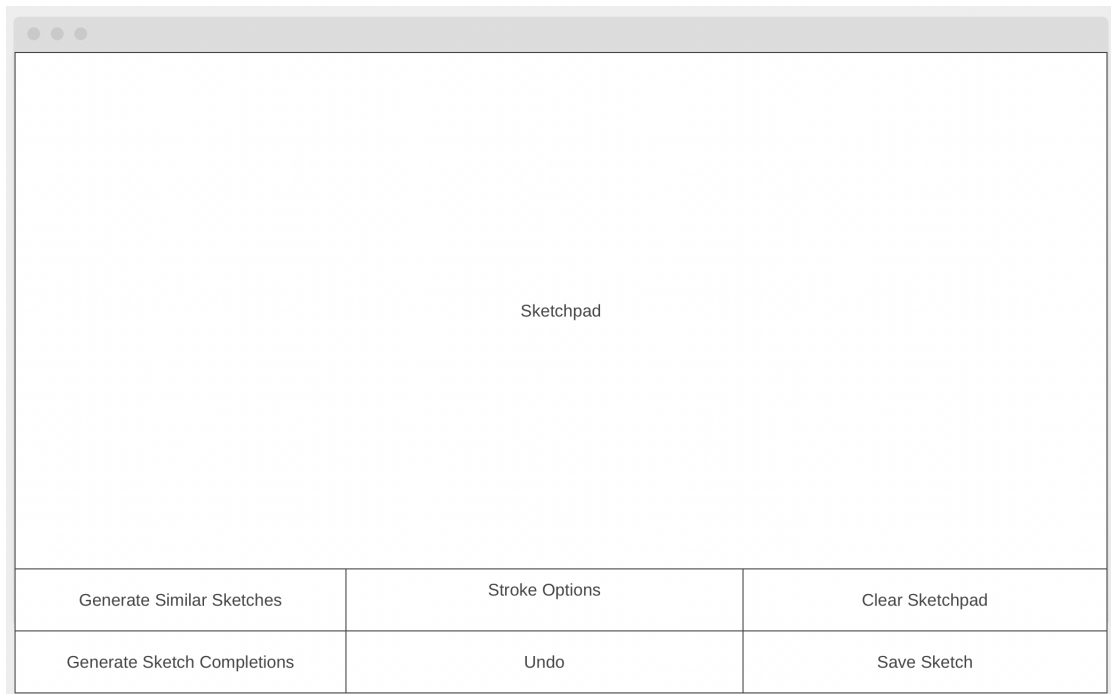 Sketchpad
Generate Similar Sketches
Stroke Options
Clear Sketchpad
Generate Sketch Completions
Undo
Save Sketch